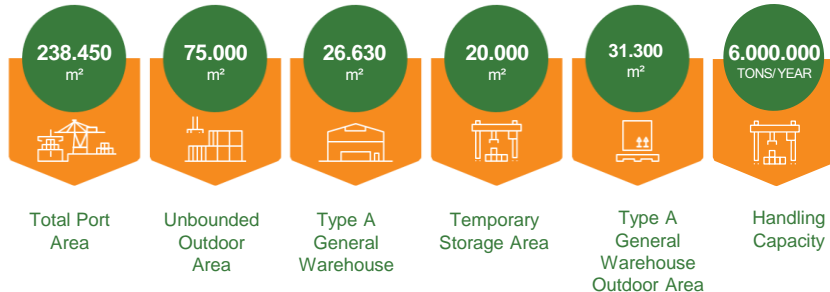 238.450
m²
75.000
m²
26.630
m²
20.000
m²
31.300
m²
6.000.000
TONS/YEAR
Total Port
Area
Unbounded
Outdoor
Area
Type A
General
Warehouse
Temporary
Storage Area
Type A
General
Warehouse
Outdoor Area
Handling
Capacity